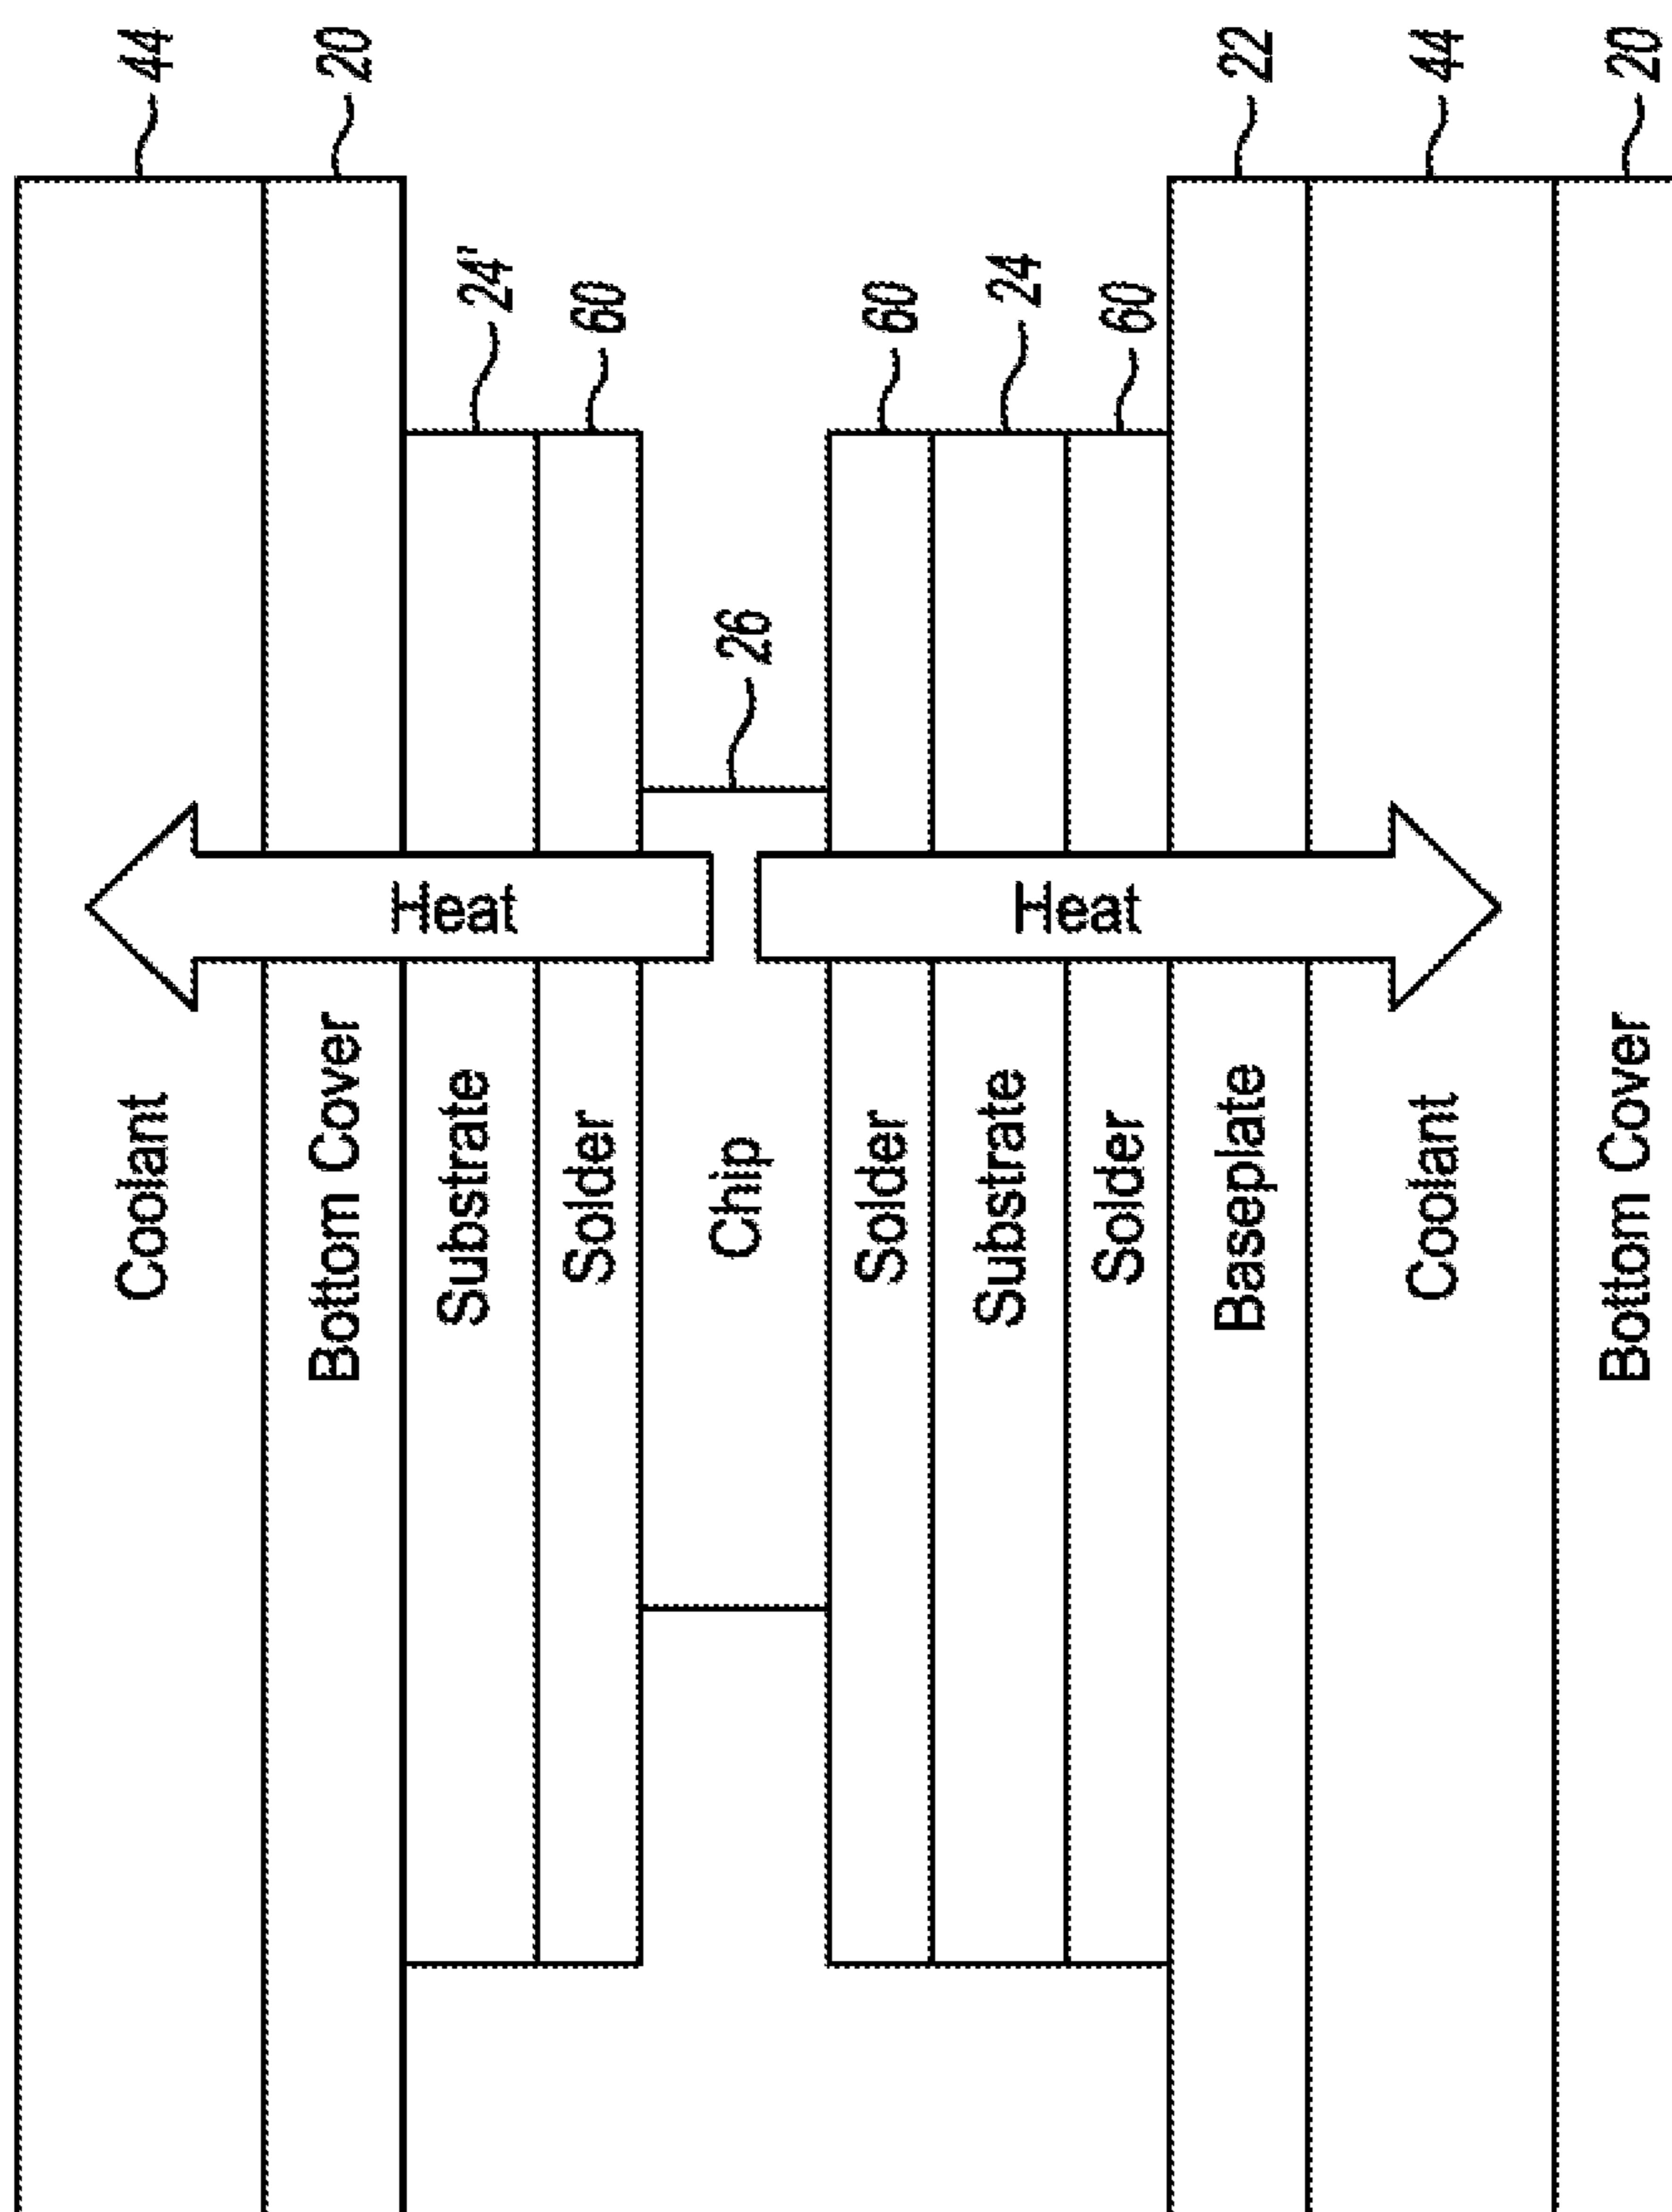 Coolant 44
Bottom Cover 20
Heat
Substrate 24'
Solder 60
Chip 26
Solder 60
Substrate 24
Heat
Solder 60
Baseplate 22
Coolant 44
Bottom Cover 20